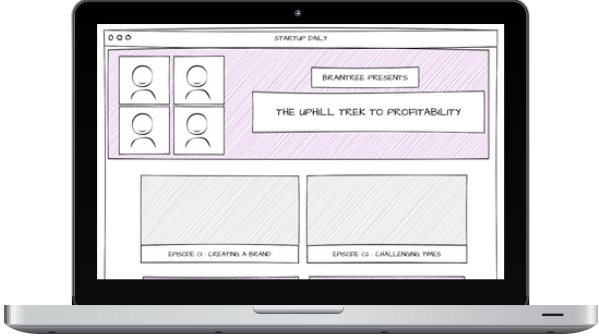 STARTUP DAILY
BRAINTREE PRESENTS
THE UPHILL TREK TO PROFITABILITY
EPISODE 01 : CREATING A BRAND
EPISODE 02 : CHALLENGING TIMES